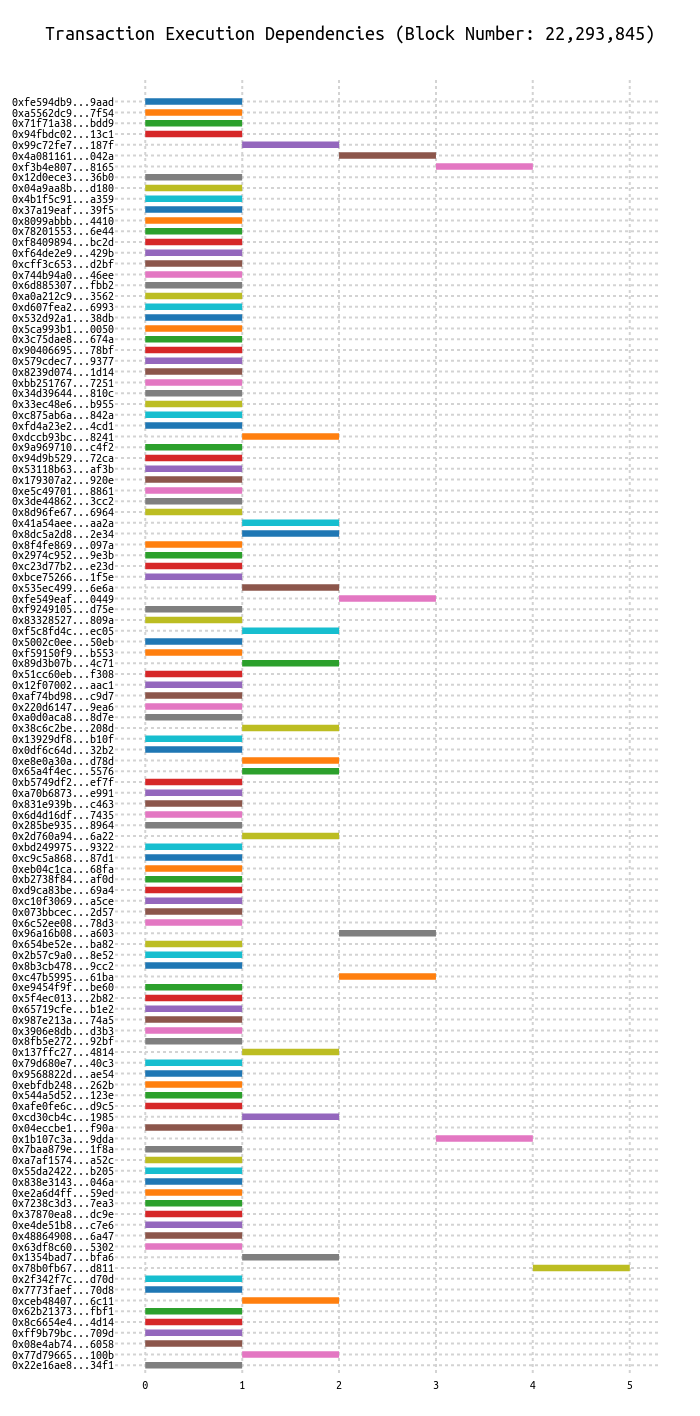 Transaction Execution Dependencies (Block Number: 22,293,845)
0xfe594db9...9aad
0xa5562dc9...7f54
0x71f71a38...bdd9
0x94fbdc02...13c1
0x99c72fe7...187f
0x4a081161...042a
0xf3b4e807...8165
0x12d0ece3...36b0
0x04a9aa8b...d180
0x4b1f5c91...a359
0x37a19eaf...39f5
0x8099abbb...4410
0x78201553...6e44
0xf8409894...bc2d
0xf64de2e9...429b
0xcff3c653...d2bf
0x744b94a0...46ee
0x6d885307...fbb2
0xa0a212c9...3562
0xd607fea2...6993
0x532d92a1...38db
0x5ca993b1...0050
0x3c75dae8...674a
0x90406695...78bf
0x579cdec7...9377
0x8239d074...1d14
0xbb251767...7251
0x34d39644...810c
0x33ec48e6...b955
0xc875ab6a...842a
0xfd4a23e2...4cd1
0xdccb93bc...8241
0x9a969710...c4f2
0x94d9b529...72ca
0x53118b63...af3b
0x179307a2...920e
0xe5c49701...8861
0x3de44862...3cc2
0x8d96fe67...6964
0x41a54aee...aa2a
0x8dc5a2d8...2e34
0x8f4fe869...097a
0x2974c952...9e3b
0xc23d77b2...e23d
0xbce75266...1f5e
0x535ec499...6e6a
0xfe549eaf...0449
0xf9249105...d75e
0x83328527...809a
0xf5c8fd4c...ec05
0x5002c0ee...50eb
0xf59150f9...b553
0x89d3b07b...4c71
0x51cc60eb...f308
0x12f07002...aac1
0xaf74bd98...c9d7
0x220d6147...9ea6
0xa0d0aca8...8d7e
0x38c6c2be...208d
0x13929df8...b10f
0x0df6c64d...32b2
0xe8e0a30a...d78d
0x65a4f4ec...5576
0xb5749df2...ef7f
0xa70b6873...e991
0x831e939b...c463
0x6d4d16df...7435
0x285be935...8964
0x2d760a94...6a22
0xbd249975...9322
0xc9c5a868...87d1
0xeb04c1ca...68fa
0xb2738f84...af0d
0xd9ca83be...69a4
0xc10f3069...a5ce
0x073bbcec...2d57
0x6c52ee08...78d3
0x96a16b08...a603
0x654be52e...ba82
0x2b57c9a0...8e52
0x8b3cb478...9cc2
0xc47b5995...61ba
0xe9454f9f...be60
0x5f4ec013...2b82
0x65719cfe...b1e2
0x987e213a...74a5
0x3906e8db...d3b3
0x8fb5e272...92bf
0x137ffc27...4814
0x79d680e7...40c3
0x9568822d...ae54
0xebfdb248...262b
0x544a5d52...123e
0xafe0fe6c...d9c5
0xcd30cb4c...1985
0x04eccbe1...f90a
0x1b107c3a...9dda
0x7baa879e...1f8a
0xa7af1574...a52c
0x55da2422...b205
0x838e3143...046a
0xe2a6d4ff...59ed
0x7238c3d3...7ea3
0x37870ea8...dc9e
0xe4de51b8...c7e6
0x48864908...6a47
0x63df8c60...5302
0x1354bad7...bfa6
0x78b0fb67...d811
0x2f342f7c...d70d
0x7773faef...70d8
0xceb48407...6c11
0x62b21373...fbf1
0x8c6654e4...4d14
0xff9b79bc...709d
0x08e4ab74...6058
0x77d79665...100b
0x22e16ae8...34f1
0 1 2 3 4 5